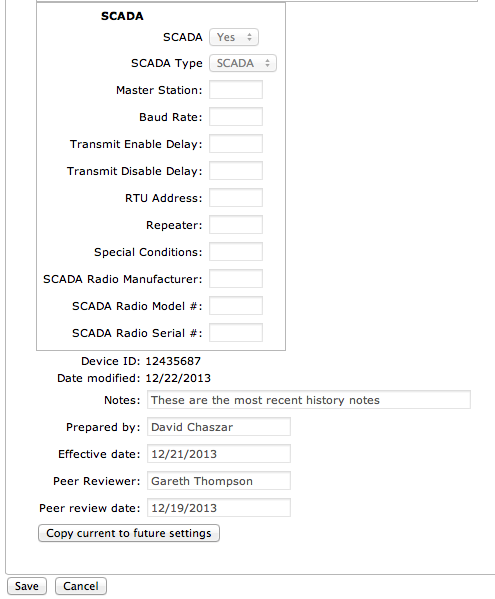 SCADA
SCADA Yes
SCADA Type SCADA
Master Station:
Baud Rate:
Transmit Enable Delay:
Transmit Disable Delay:
RTU Address:
Repeater:
Special Conditions:
SCADA Radio Manufacturer:
SCADA Radio Model #:
SCADA Radio Serial #:
Device ID: 12435687
Date modified: 12/22/2013
Notes: These are the most recent history notes
Prepared by: David Chaszar
Effective date: 12/21/2013
Peer Reviewer: Gareth Thompson
Peer review date: 12/19/2013
Copy current to future settings
Save Cancel